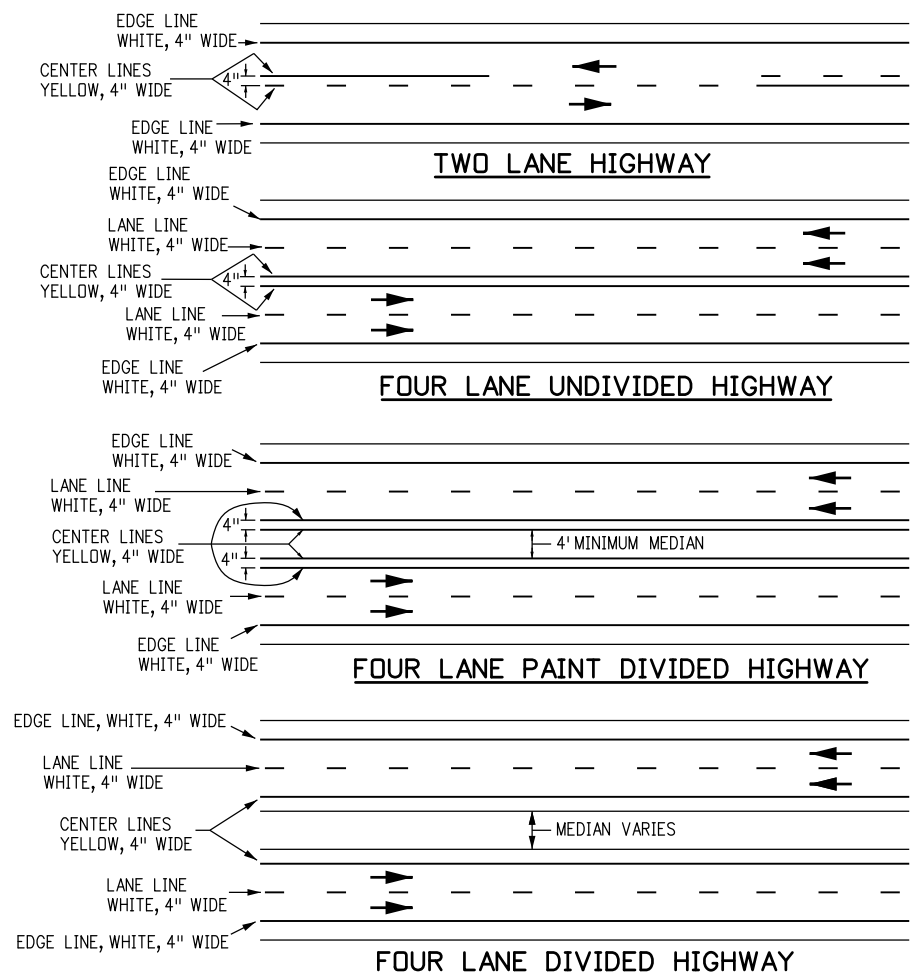 EDGE LINE
WHITE, 4" WIDE
CENTER LINES
YELLOW, 4" WIDE
4"
EDGE LINE
WHITE, 4" WIDE
TWO LANE HIGHWAY
EDGE LINE
WHITE, 4" WIDE
LANE LINE
WHITE, 4" WIDE
CENTER LINES
YELLOW, 4" WIDE
4"
LANE LINE
WHITE, 4" WIDE
EDGE LINE
WHITE, 4" WIDE
FOUR LANE UNDIVIDED HIGHWAY
EDGE LINE
WHITE, 4" WIDE
LANE LINE
WHITE, 4" WIDE
4"
CENTER LINES
YELLOW, 4" WIDE
4"
4' MINIMUM MEDIAN
LANE LINE
WHITE, 4" WIDE
EDGE LINE
WHITE, 4" WIDE
FOUR LANE PAINT DIVIDED HIGHWAY
EDGE LINE, WHITE, 4" WIDE
LANE LINE
WHITE, 4" WIDE
CENTER LINES
YELLOW, 4" WIDE
MEDIAN VARIES
LANE LINE
WHITE, 4" WIDE
EDGE LINE, WHITE, 4" WIDE
FOUR LANE DIVIDED HIGHWAY